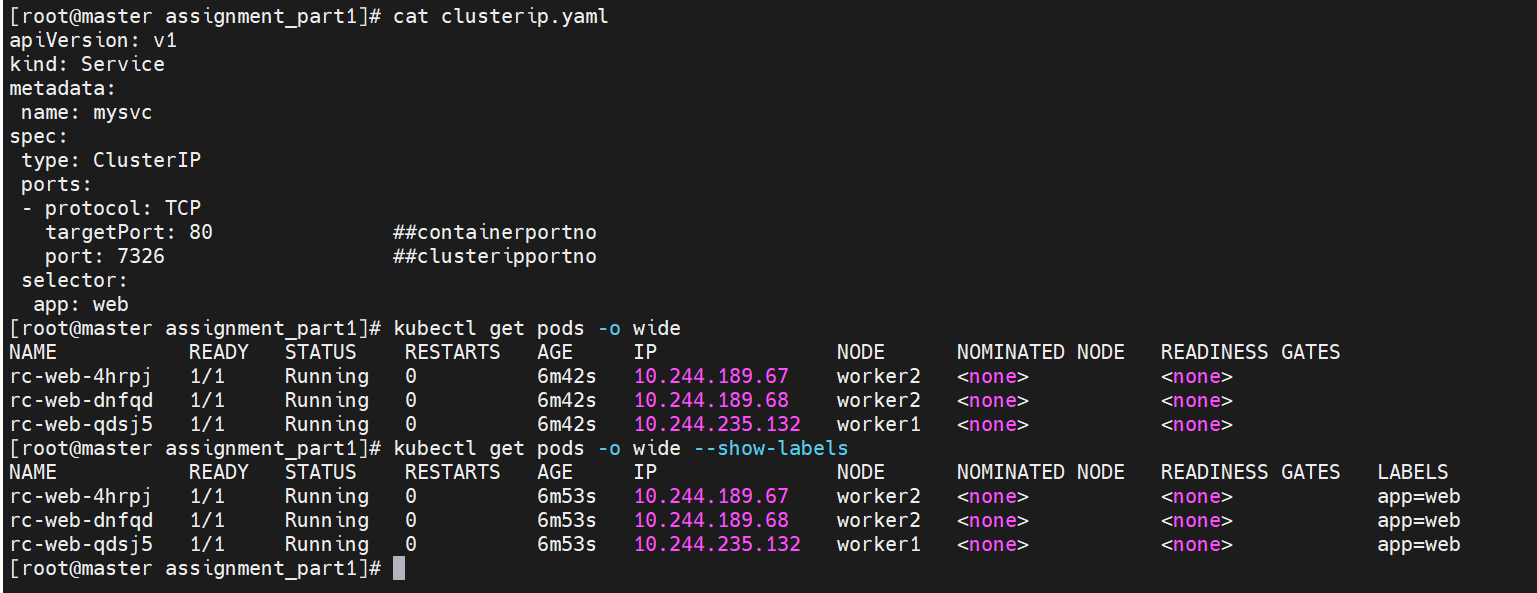 [root@master assignment_part1]# cat clusterip.yaml
apiVersion: v1
kind: Service
metadata:
 name: mysvc
spec:
 type: ClusterIP
 ports:
 - protocol: TCP
   targetPort: 80               ##containerportno
   port: 7326                   ##clusteripportno
 selector:
  app: web
[root@master assignment_part1]# kubectl get pods -o wide
NAME           READY   STATUS    RESTARTS   AGE     IP               NODE      NOMINATED NODE   READINESS GATES
rc-web-4hrpj   1/1     Running   0          6m42s   10.244.189.67    worker2   <none>           <none>
rc-web-dnfqd   1/1     Running   0          6m42s   10.244.189.68    worker2   <none>           <none>
rc-web-qdsj5   1/1     Running   0          6m42s   10.244.235.132   worker1   <none>           <none>
[root@master assignment_part1]# kubectl get pods -o wide --show-labels
NAME           READY   STATUS    RESTARTS   AGE     IP               NODE      NOMINATED NODE   READINESS GATES   LABELS
rc-web-4hrpj   1/1     Running   0          6m53s   10.244.189.67    worker2   <none>           <none>            app=web
rc-web-dnfqd   1/1     Running   0          6m53s   10.244.189.68    worker2   <none>           <none>            app=web
rc-web-qdsj5   1/1     Running   0          6m53s   10.244.235.132   worker1   <none>           <none>            app=web
[root@master assignment_part1]#